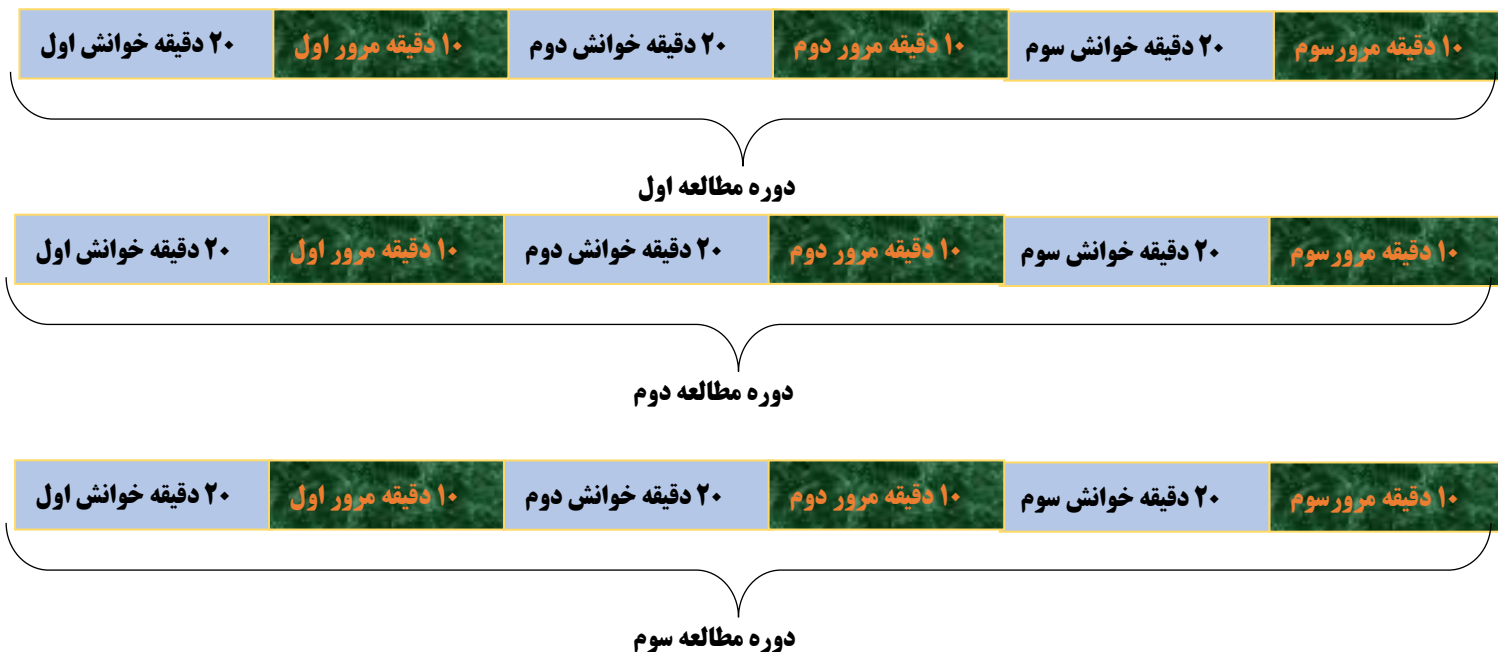 ۲۰ دقیقه خوانش اول ۱۰ دقیقه مرور اول ۲۰ دقیقه خوانش دوم ۱۰ دقیقه مرور دوم ۲۰ دقیقه خوانش سوم ۱۰ دقیقه مرورسوم
دوره مطالعه اول
۲۰ دقیقه خوانش اول ۱۰ دقیقه مرور اول ۲۰ دقیقه خوانش دوم ۱۰ دقیقه مرور دوم ۲۰ دقیقه خوانش سوم ۱۰ دقیقه مرورسوم
دوره مطالعه دوم
۲۰ دقیقه خوانش اول ۱۰ دقیقه مرور اول ۲۰ دقیقه خوانش دوم ۱۰ دقیقه مرور دوم ۲۰ دقیقه خوانش سوم ۱۰ دقیقه مرورسوم
دوره مطالعه سوم